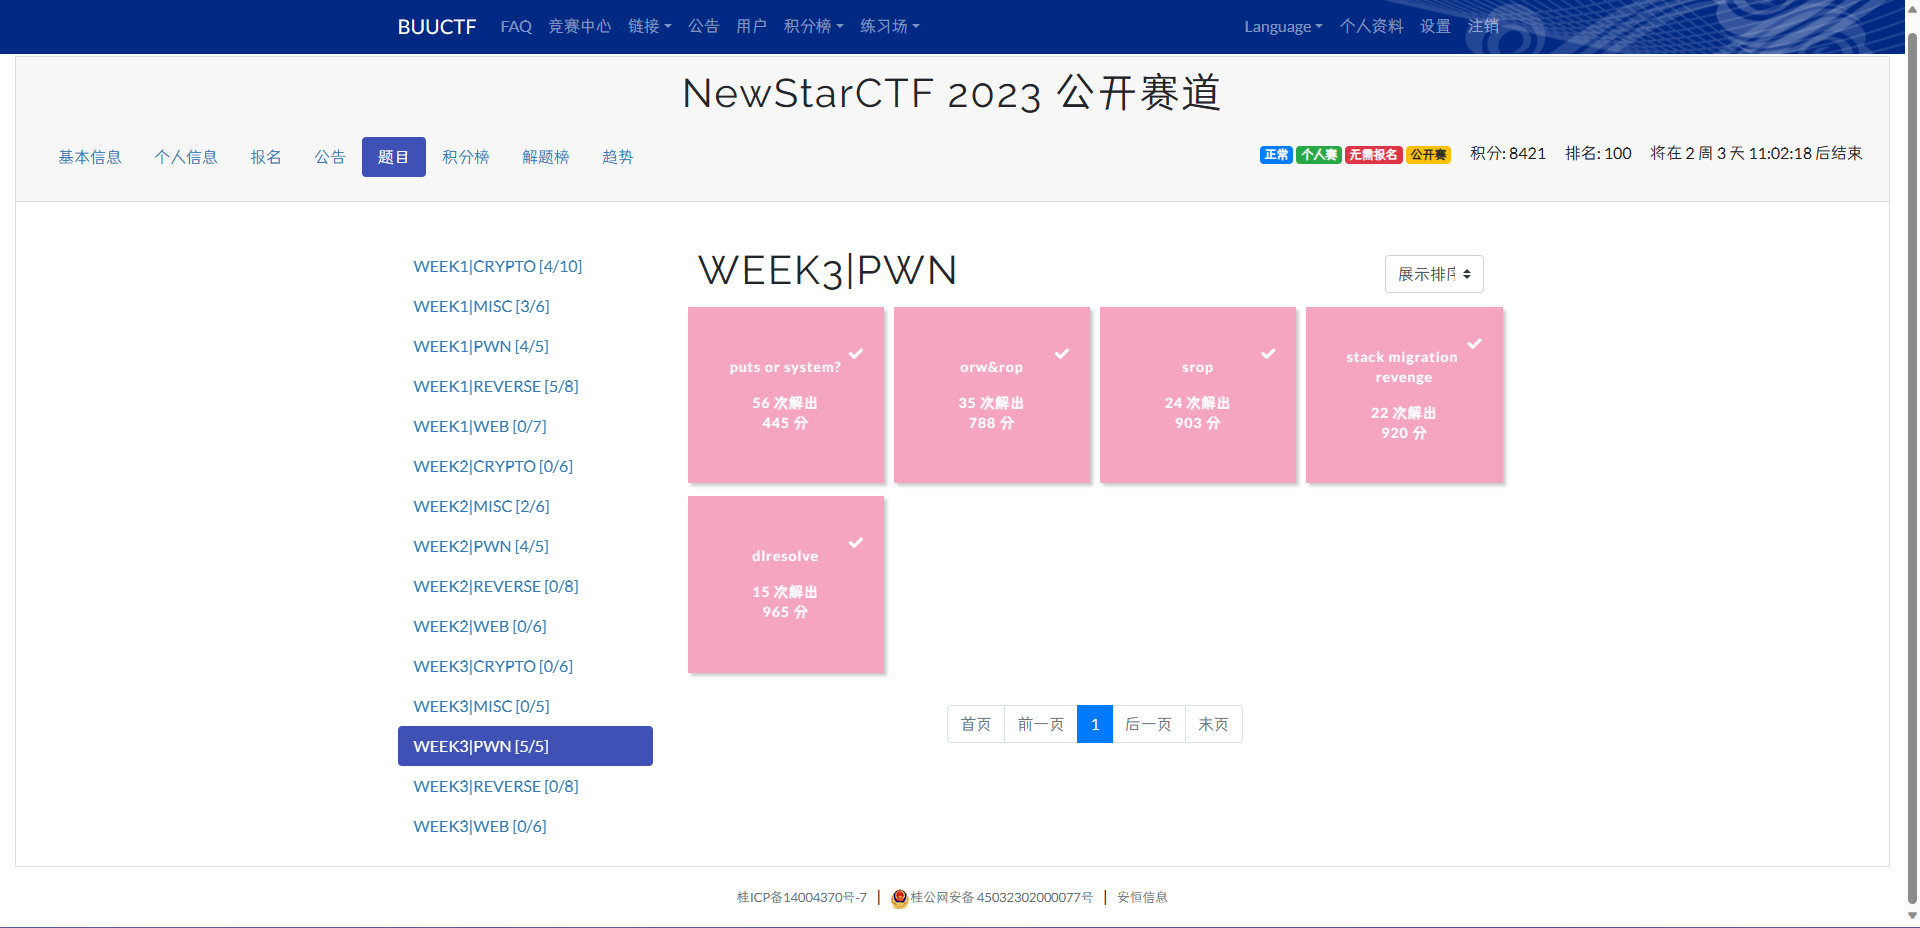 BUUCTF FAQ 竞赛中心 链接 公告 用户 积分榜 练习场 Language 个人资料 设置 注销
NewStarCTF 2023 公开赛道
基本信息 个人信息 报名 公告 题目 积分榜 解题榜 趋势 正常 个人赛 无需报名 公开赛 积分: 8421 排名: 100 将在 2 周 3 天 11:02:18 后结束
WEEK1|CRYPTO [4/10]
WEEK1|MISC [3/6]
WEEK1|PWN [4/5]
WEEK1|REVERSE [5/8]
WEEK1|WEB [0/7]
WEEK2|CRYPTO [0/6]
WEEK2|MISC [2/6]
WEEK2|PWN [4/5]
WEEK2|REVERSE [0/8]
WEEK2|WEB [0/6]
WEEK3|CRYPTO [0/6]
WEEK3|MISC [0/5]
WEEK3|PWN [5/5]
WEEK3|REVERSE [0/8]
WEEK3|WEB [0/6]
WEEK3|PWN
展示排序
puts or system?
56 次解出
445 分
orw&rop
35 次解出
788 分
srop
24 次解出
903 分
stack migration
revenge
22 次解出
920 分
dlresolve
15 次解出
965 分
首页 前一页 1 后一页 末页
桂ICP备14004370号-7 | 桂公网安备 45032302000077号 | 安恒信息